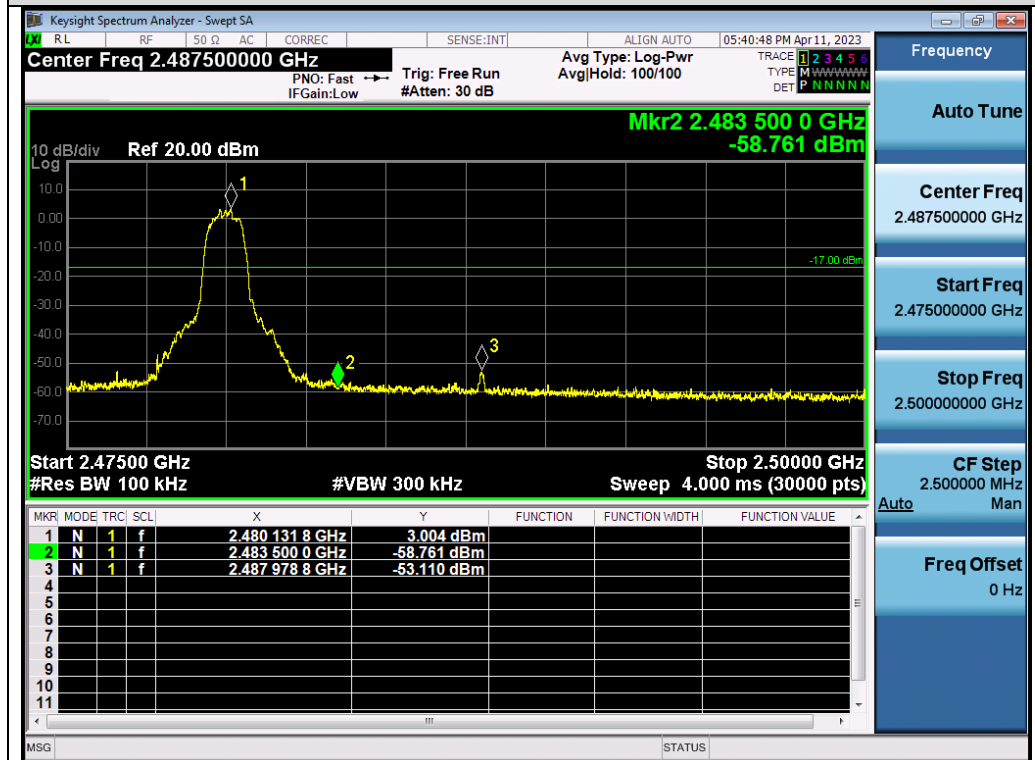 Keysight Spectrum Analyzer - Swept SA
LXI RL RF 50 Ω AC CORREC SENSE:INT ALIGN AUTO 05:40:48 PM Apr 11, 2023
Center Freq 2.487500000 GHz
PNO: Fast
IFGain:Low
Trig: Free Run
#Atten: 30 dB
Avg Type: Log-Pwr
Avg|Hold: 100/100
TRACE 1 2 3 4 5 6
TYPE M WWWWW
DET P N N N N N
Mkr2 2.483 500 0 GHz
-58.761 dBm
10 dB/div Ref 20.00 dBm
Log
10.0
0.00
-10.0
-20.0
-30.0
-40.0
-50.0
-60.0
-70.0
1
-17.00 dBm
2
3
Start 2.47500 GHz Stop 2.50000 GHz
#Res BW 100 kHz #VBW 300 kHz Sweep 4.000 ms (30000 pts)
MKR MODE TRC SCL X Y FUNCTION FUNCTION WIDTH FUNCTION VALUE
1 N 1 f 2.480 131 8 GHz 3.004 dBm
2 N 1 f 2.483 500 0 GHz -58.761 dBm
3 N 1 f 2.487 978 8 GHz -53.110 dBm
4
5
6
7
8
9
10
11
MSG STATUS
Frequency
Auto Tune
Center Freq
2.487500000 GHz
Start Freq
2.475000000 GHz
Stop Freq
2.500000000 GHz
CF Step
2.500000 MHz
Auto Man
Freq Offset
0 Hz